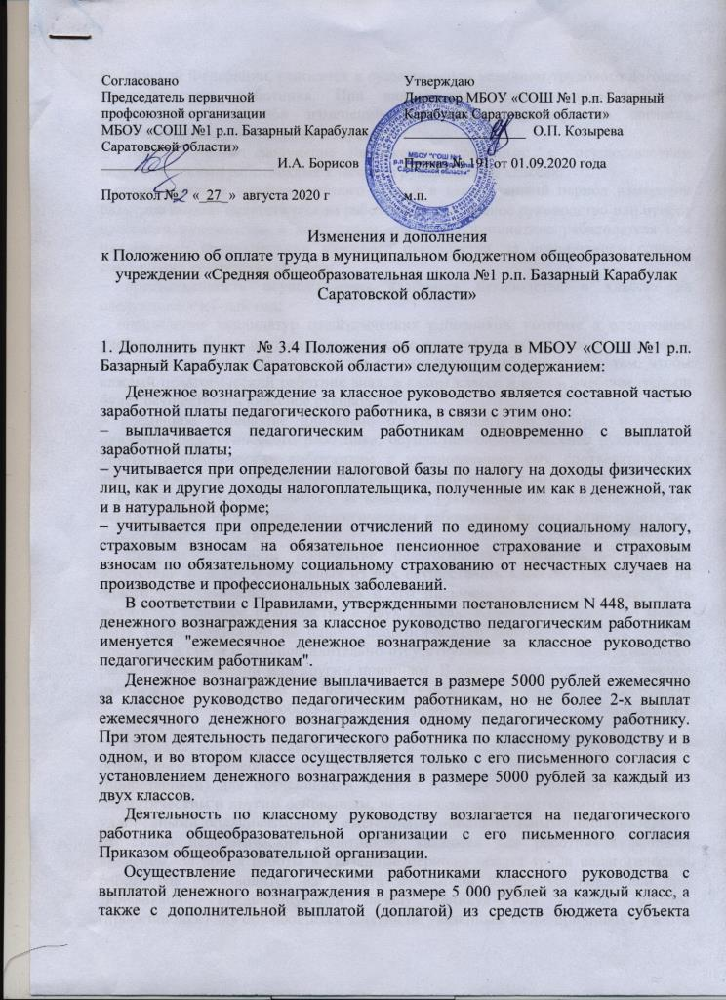 Согласовано
Председатель первичной
профсоюзной организации
МБОУ «СОШ №1 р.п. Базарный Карабулак
Саратовской области»
И.А. Борисов
Протокол №2 « 27 » августа 2020 г
Утверждаю
Директор МБОУ «СОШ №1 р.п. Базарный
Карабулак Саратовской области»
О.П. Козырева
Приказ № 191 от 01.09.2020 года
м.п.
Изменения и дополнения
к Положению об оплате труда в муниципальном бюджетном общеобразовательном
учреждении «Средняя общеобразовательная школа №1 р.п. Базарный Карабулак
Саратовской области»
1. Дополнить пункт № 3.4 Положения об оплате труда в МБОУ «СОШ №1 р.п.
Базарный Карабулак Саратовской области» следующим содержанием:
Денежное вознаграждение за классное руководство является составной частью
заработной платы педагогического работника, в связи с этим оно:
– выплачивается педагогическим работникам одновременно с выплатой
заработной платы;
– учитывается при определении налоговой базы по налогу на доходы физических
лиц, как и другие доходы налогоплательщика, полученные им как в денежной, так
и в натуральной форме;
– учитывается при определении отчислений по единому социальному налогу,
страховым взносам на обязательное пенсионное страхование и страховым
взносам по обязательному социальному страхованию от несчастных случаев на
производстве и профессиональных заболеваний.
В соответствии с Правилами, утвержденными постановлением N 448, выплата
денежного вознаграждения за классное руководство педагогическим работникам
именуется "ежемесячное денежное вознаграждение за классное руководство
педагогическим работникам".
Денежное вознаграждение выплачивается в размере 5000 рублей ежемесячно
за классное руководство педагогическим работникам, но не более 2-х выплат
ежемесячного денежного вознаграждения одному педагогическому работнику.
При этом деятельность педагогического работника по классному руководству и в
одном, и во втором классе осуществляется только с его письменного согласия с
установлением денежного вознаграждения в размере 5000 рублей за каждый из
двух классов.
Деятельность по классному руководству возлагается на педагогического
работника общеобразовательной организации с его письменного согласия
Приказом общеобразовательной организации.
Осуществление педагогическими работниками классного руководства с
выплатой денежного вознаграждения в размере 5 000 рублей за каждый класс, а
также с дополнительной выплатой (доплатой) из средств бюджета субъекта